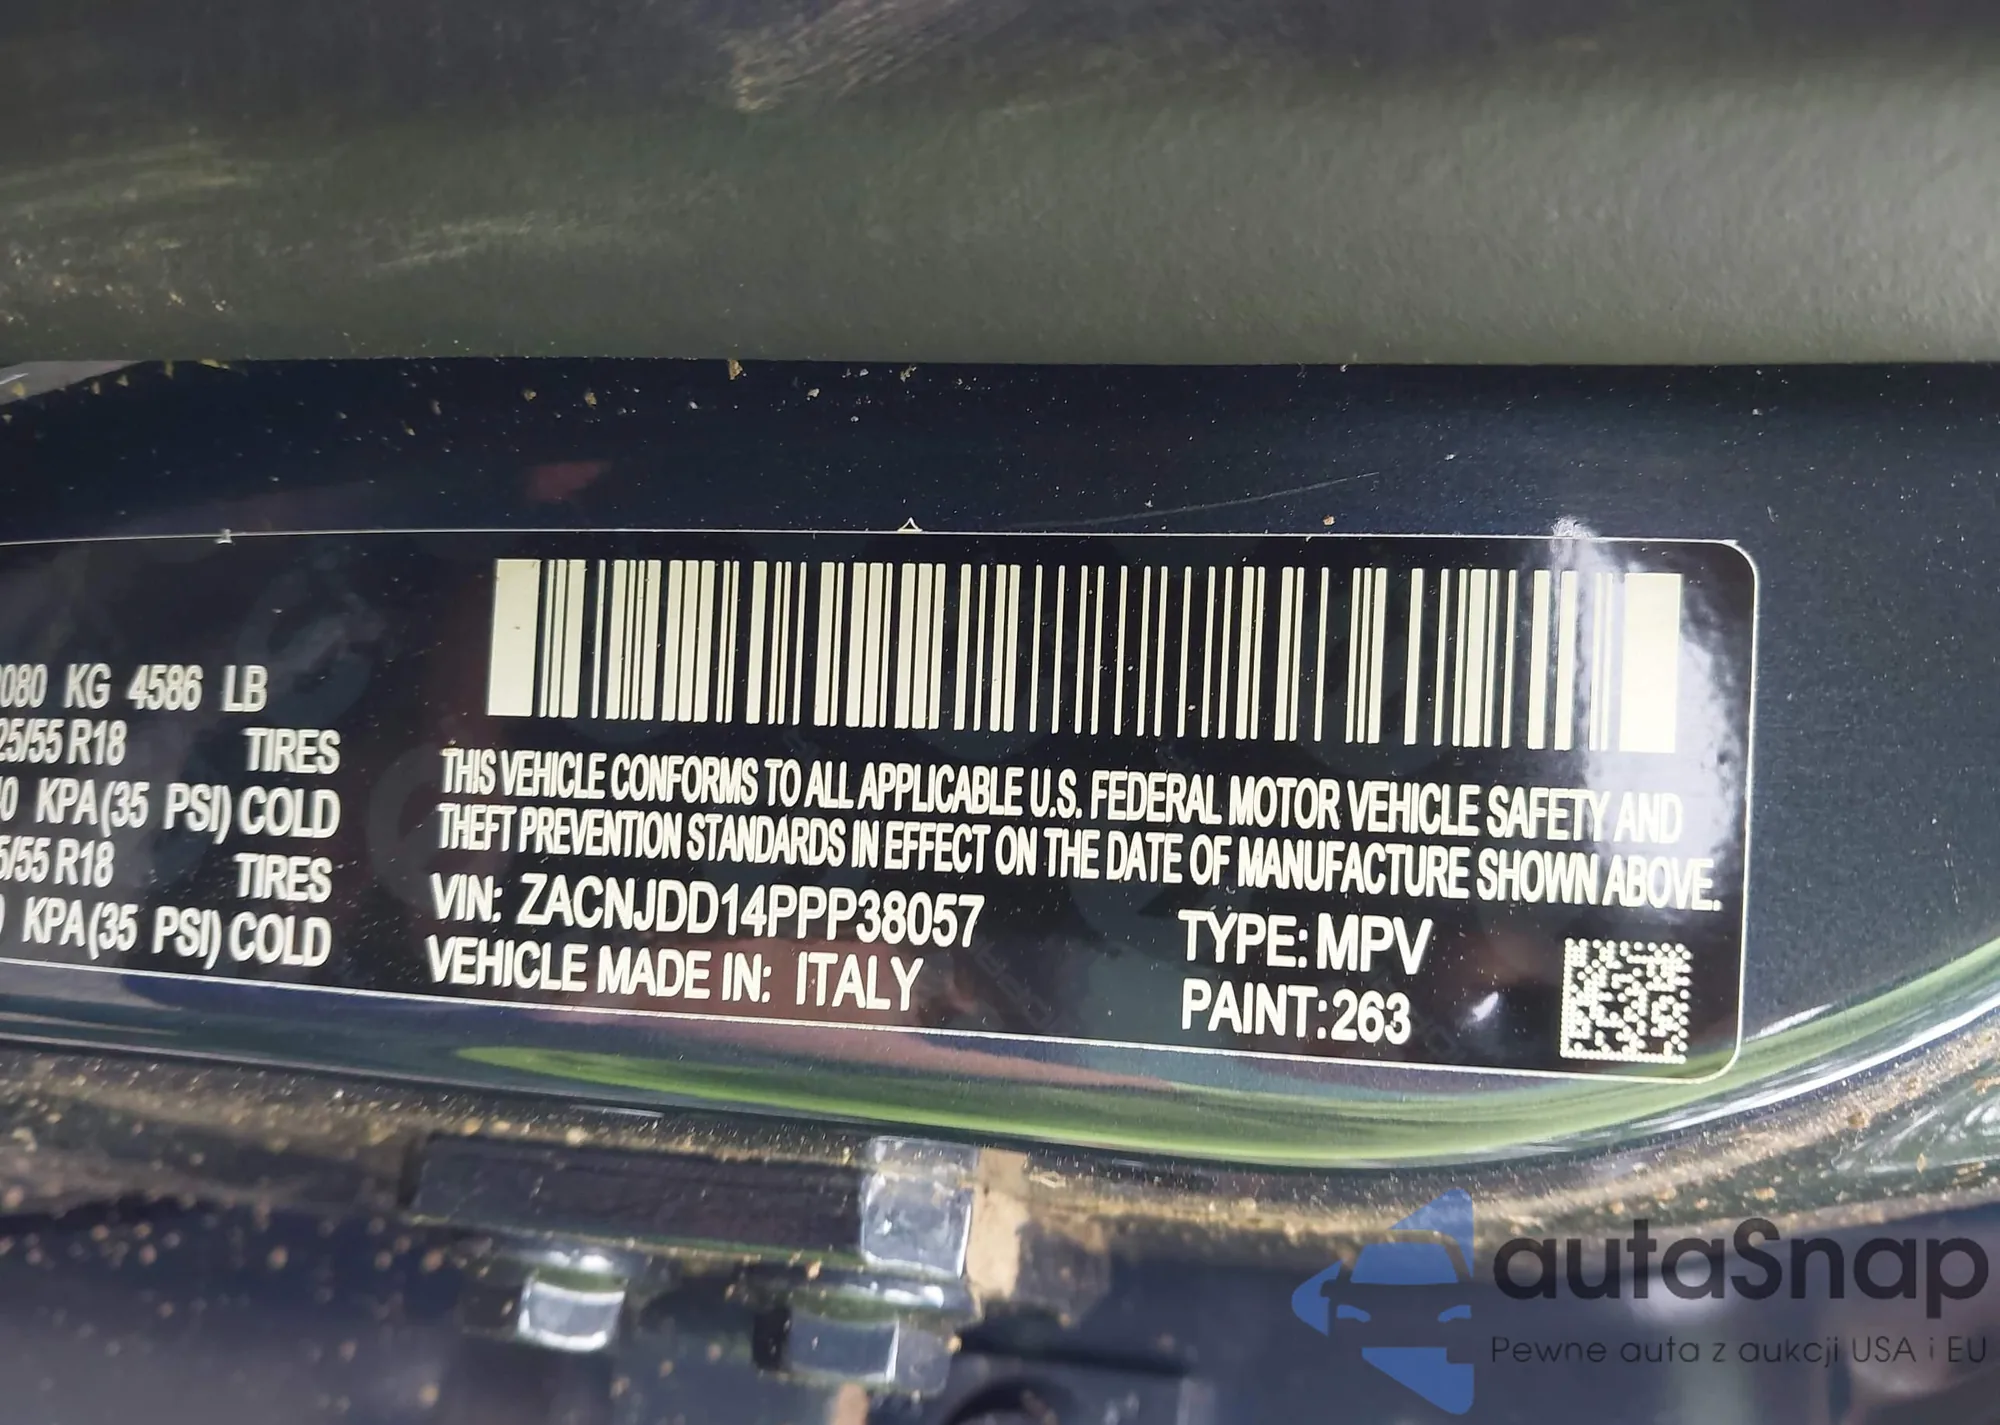 080 KG 4586 LB
25/55 R18 TIRES
0 KPA(35 PSI) COLD
5/55 R18 TIRES
KPA(35 PSI) COLD
THIS VEHICLE CONFORMS TO ALL APPLICABLE U.S. FEDERAL MOTOR VEHICLE SAFETY AND
THEFT PREVENTION STANDARDS IN EFFECT ON THE DATE OF MANUFACTURE SHOWN ABOVE.
VIN: ZACNJDD14PPP38057
TYPE: MPV
VEHICLE MADE IN: ITALY
PAINT: 263
autaSnap
Pewne auta z aukcji USA i EU